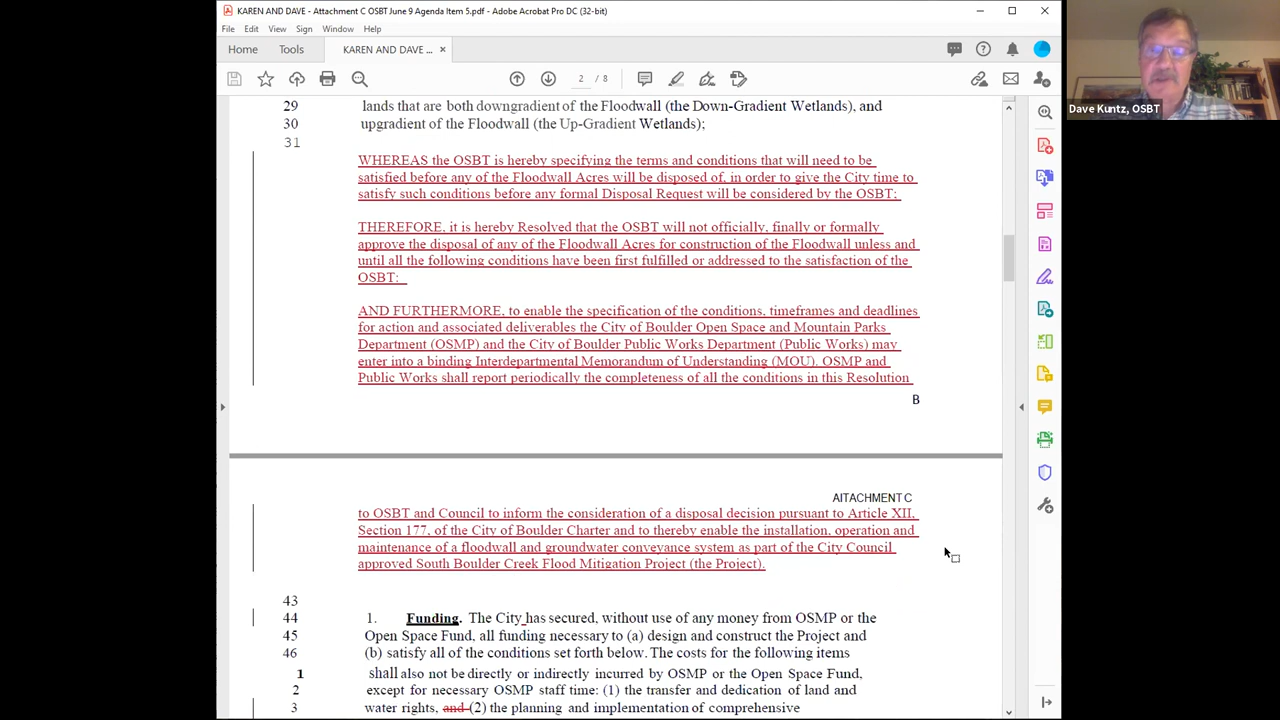 KAREN AND DAVE - Attachment C OSBT June 9 Agenda Item 5.pdf - Adobe Acrobat Pro DC (32-bit)
File Edit View Sign Window Help
Home Tools KAREN AND DAVE ... ×
2 / 8
Dave Kuntz, OSBT
29 lands that are both downgradient of the Floodwall (the Down-Gradient Wetlands), and
30 upgradient of the Floodwall (the Up-Gradient Wetlands);
31
WHEREAS the OSBT is hereby specifying the terms and conditions that will need to be
satisfied before any of the Floodwall Acres will be disposed of, in order to give the City time to
satisfy such conditions before any formal Disposal Request will be considered by the OSBT;
THEREFORE, it is hereby Resolved that the OSBT will not officially, finally or formally
approve the disposal of any of the Floodwall Acres for construction of the Floodwall unless and
until all the following conditions have been first fulfilled or addressed to the satisfaction of the
OSBT:
AND FURTHERMORE, to enable the specification of the conditions, timeframes and deadlines
for action and associated deliverables the City of Boulder Open Space and Mountain Parks
Department (OSMP) and the City of Boulder Public Works Department (Public Works) may
enter into a binding Interdepartmental Memorandum of Understanding (MOU). OSMP and
Public Works shall report periodically the completeness of all the conditions in this Resolution
B
AITACHMENT C
to OSBT and Council to inform the consideration of a disposal decision pursuant to Article XII,
Section 177, of the City of Boulder Charter and to thereby enable the installation, operation and
maintenance of a floodwall and groundwater conveyance system as part of the City Council
approved South Boulder Creek Flood Mitigation Project (the Project).
43
44 1. Funding. The City has secured, without use of any money from OSMP or the
45 Open Space Fund, all funding necessary to (a) design and construct the Project and
46 (b) satisfy all of the conditions set forth below. The costs for the following items
1 shall also not be directly or indirectly incurred by OSMP or the Open Space Fund,
2 except for necessary OSMP staff time: (1) the transfer and dedication of land and
3 water rights, and (2) the planning and implementation of comprehensive